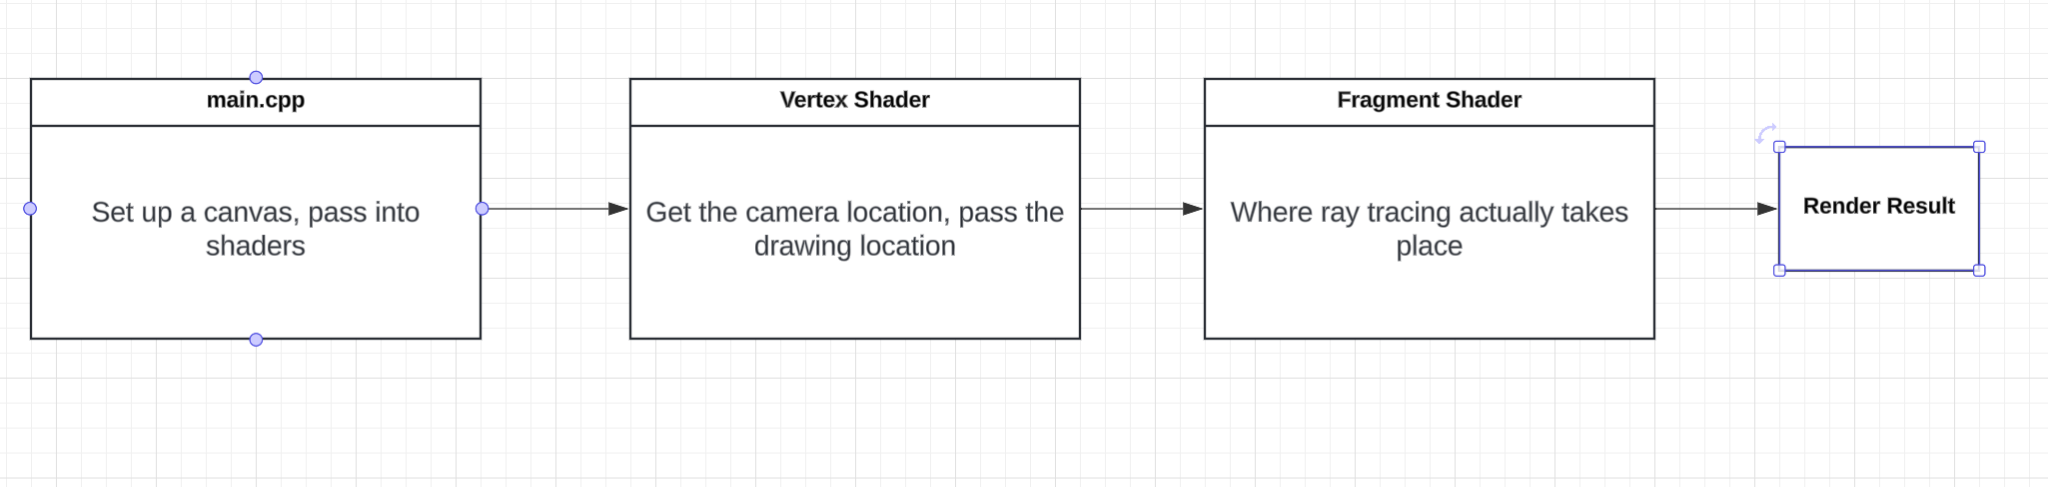 main.cpp
Set up a canvas, pass into
shaders
Vertex Shader
Get the camera location, pass the
drawing location
Fragment Shader
Where ray tracing actually takes
place
Render Result